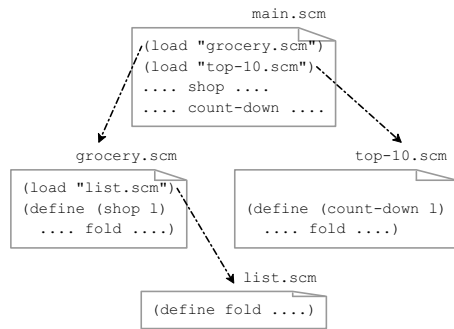 main.scm
(load "grocery.scm")
(load "top-10.scm")
.... shop ....
.... count-down ....
grocery.scm
(load "list.scm")
(define (shop l)
.... fold ....)
top-10.scm
(define (count-down l)
.... fold ....)
list.scm
(define fold ....)